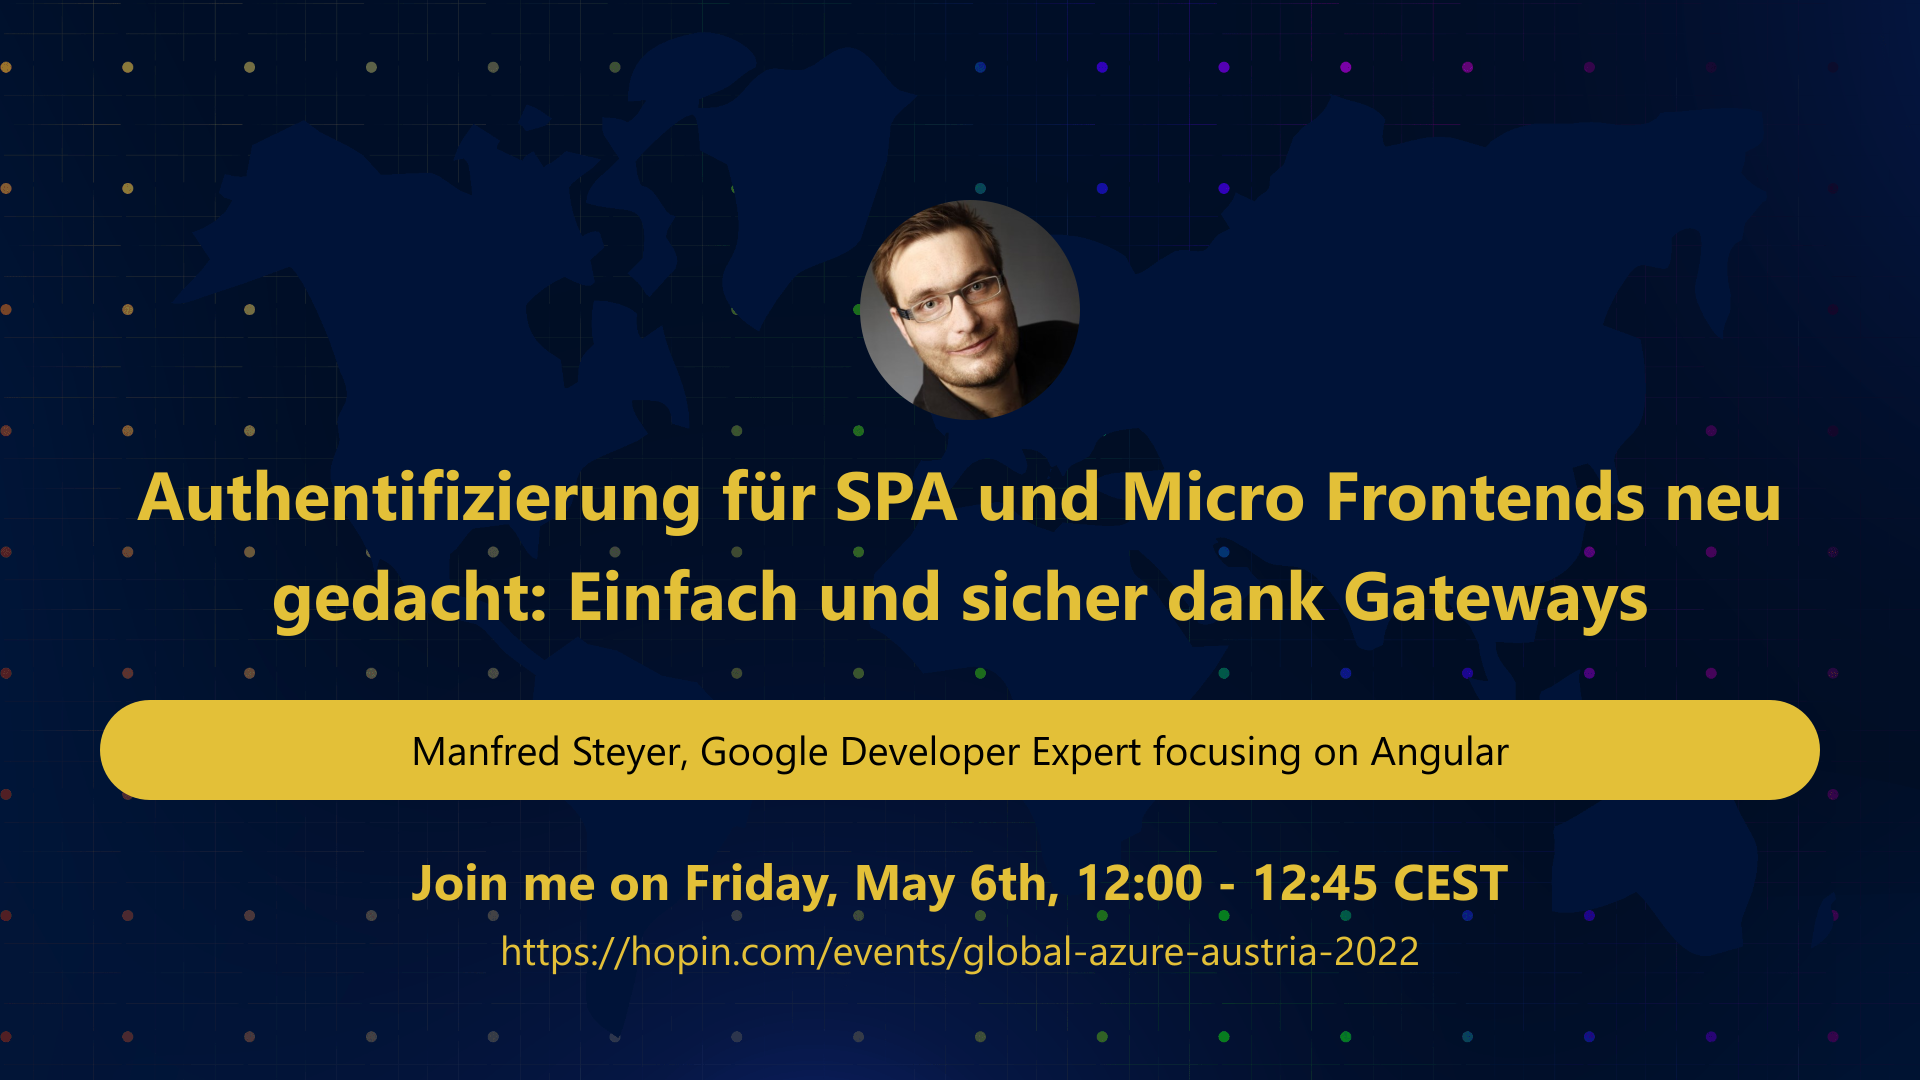 Authentifizierung für SPA und Micro Frontends neu
gedacht: Einfach und sicher dank Gateways
Manfred Steyer, Google Developer Expert focusing on Angular
Join me on Friday, May 6th, 12:00 - 12:45 CEST
https://hopin.com/events/global-azure-austria-2022